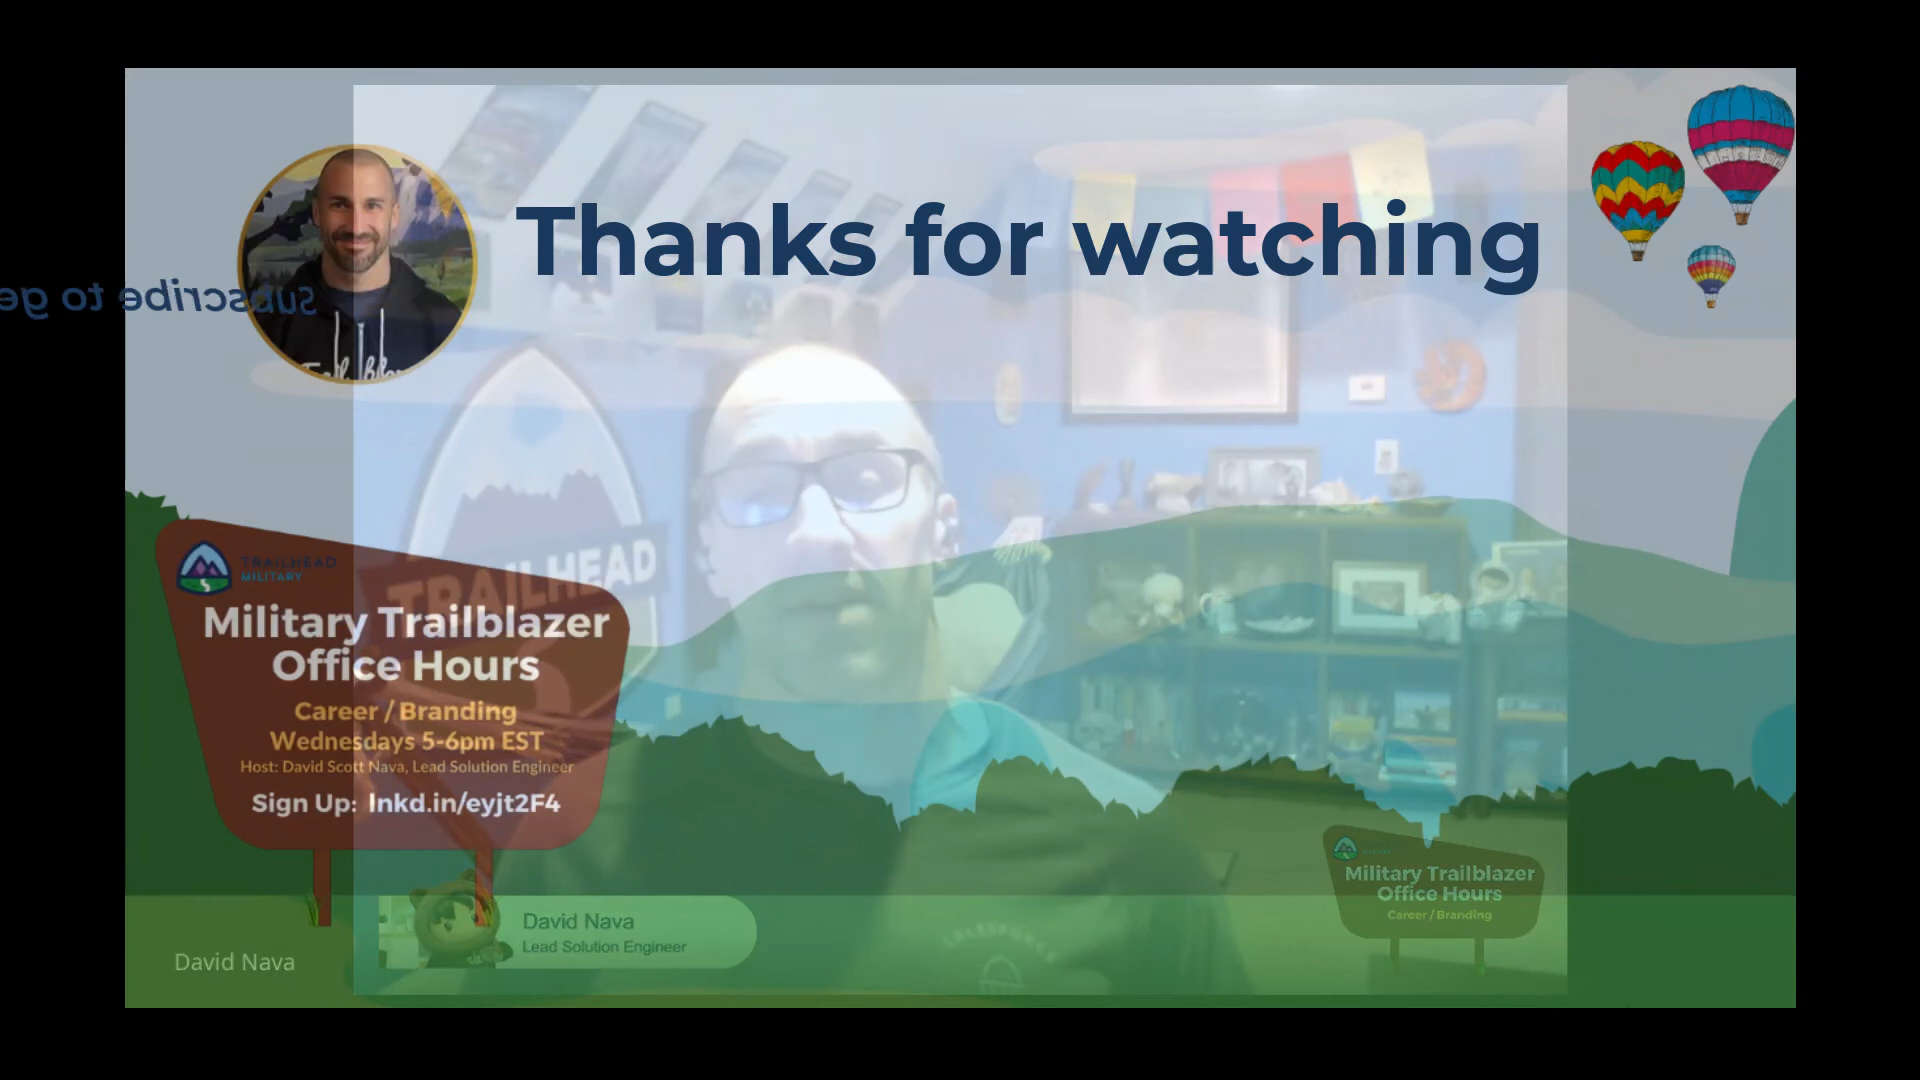 Thanks for watching
Subscribe to ge
TRAILHEAD
TRAILHEAD
MILITARY
Military Trailblazer
Office Hours
Career / Branding
Wednesdays 5-6pm EST
Host: David Scott Nava, Lead Solution Engineer
Sign Up: lnkd.in/eyjt2F4
Military Trailblazer
Office Hours
Career / Branding
David Nava
Lead Solution Engineer
David Nava